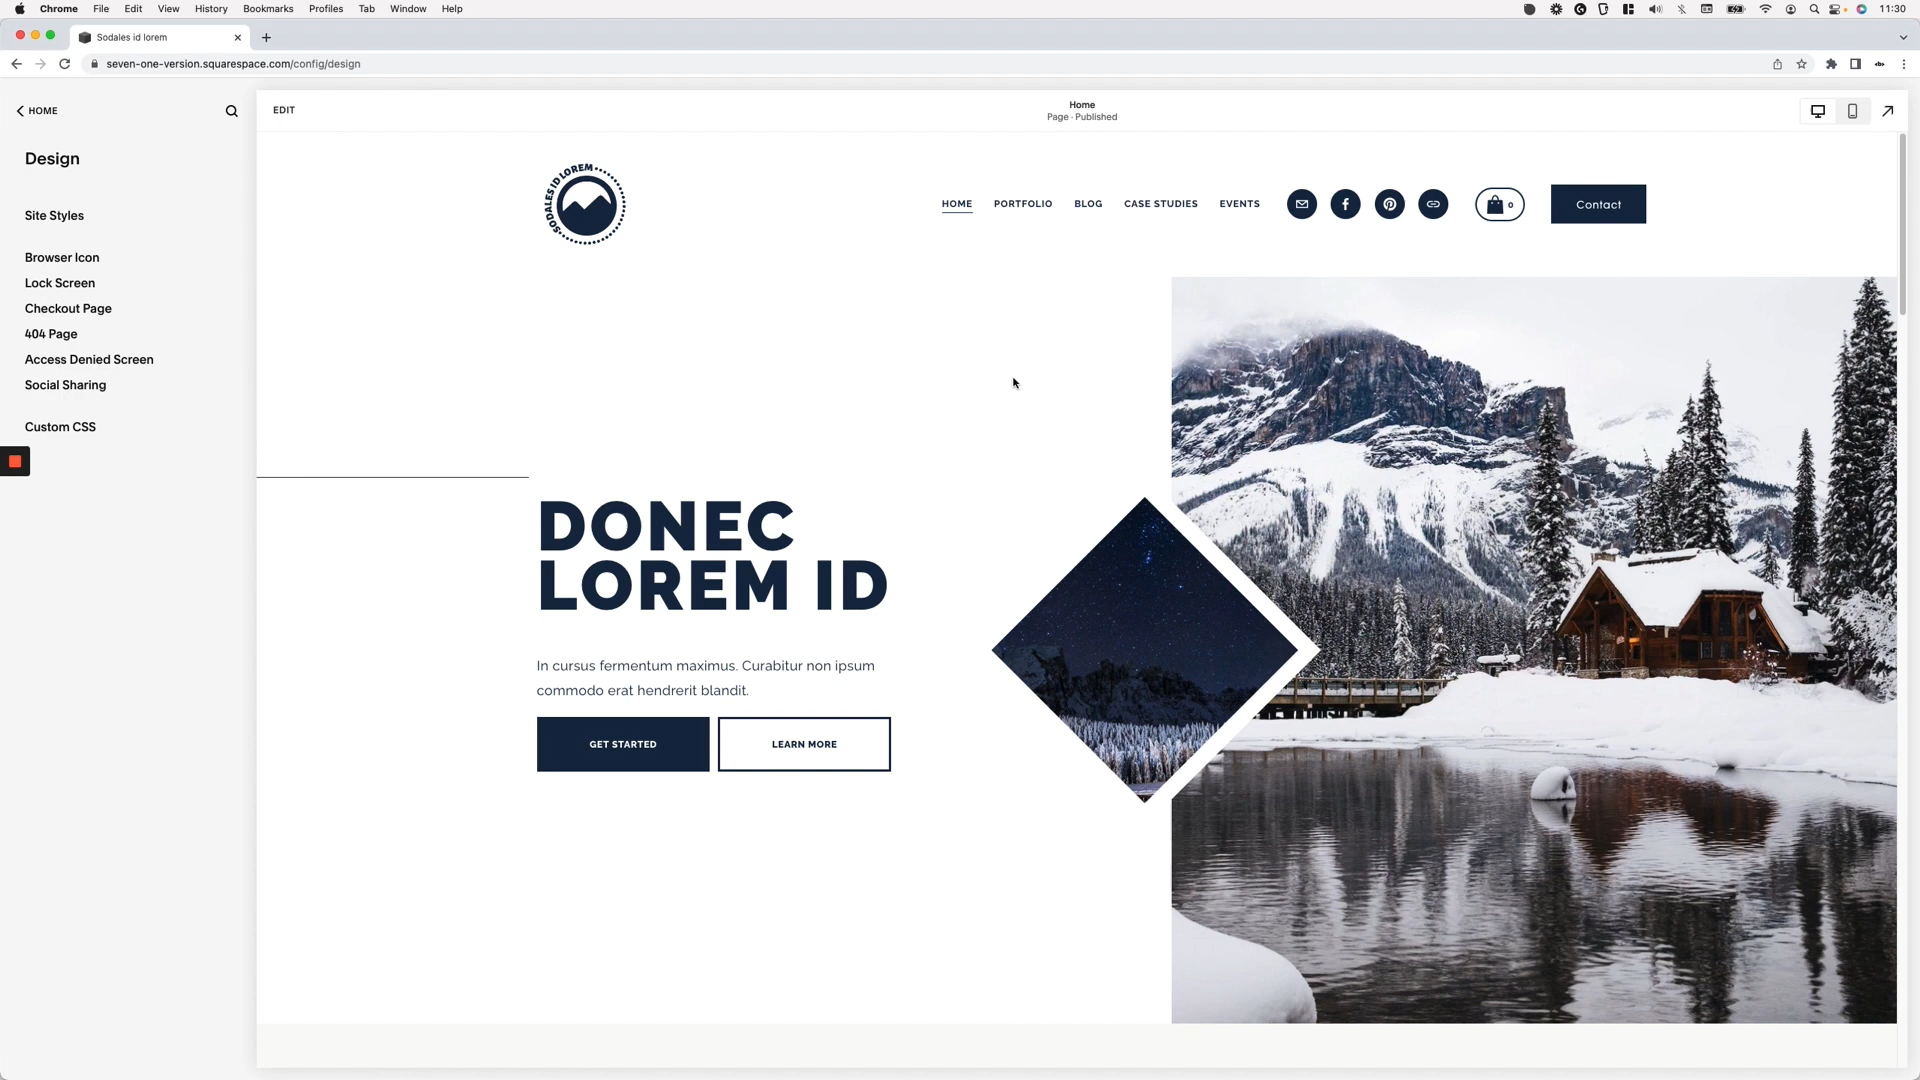 Chrome File Edit View History Bookmarks Profiles Tab Window Help 11:30
Sodales id lorem
seven-one-version.squarespace.com/config/design
HOME
Design
Site Styles
Browser Icon
Lock Screen
Checkout Page
404 Page
Access Denied Screen
Social Sharing
Custom CSS
EDIT
Home
Page · Published
SODALES ID LOREM
HOME PORTFOLIO BLOG CASE STUDIES EVENTS 0 Contact
DONEC
LOREM ID
In cursus fermentum maximus. Curabitur non ipsum
commodo erat hendrerit blandit.
GET STARTED LEARN MORE